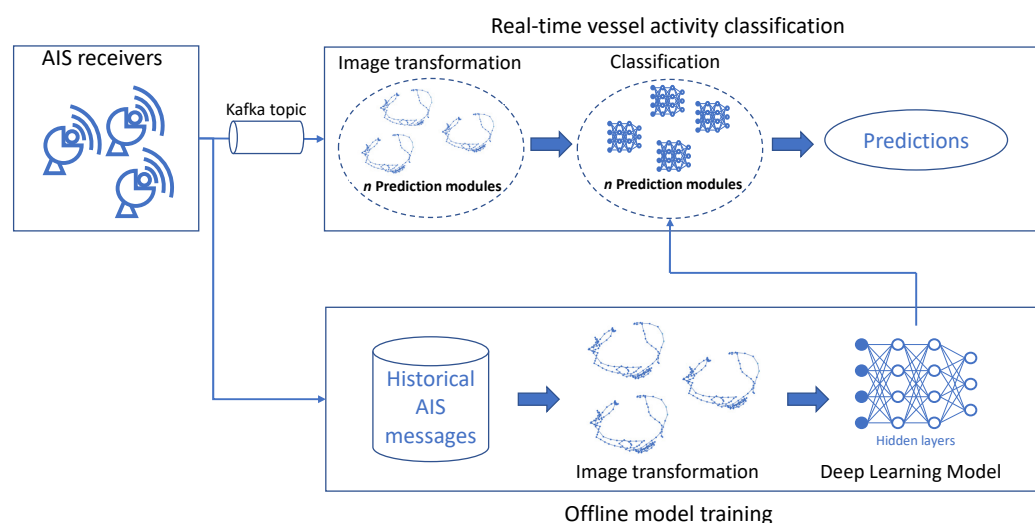 Real-time vessel activity classification
AIS receivers
Kafka topic
Image transformation
n Prediction modules
Classification
n Prediction modules
Predictions
Historical
AIS
messages
Image transformation
Hidden layers
Deep Learning Model
Offline model training